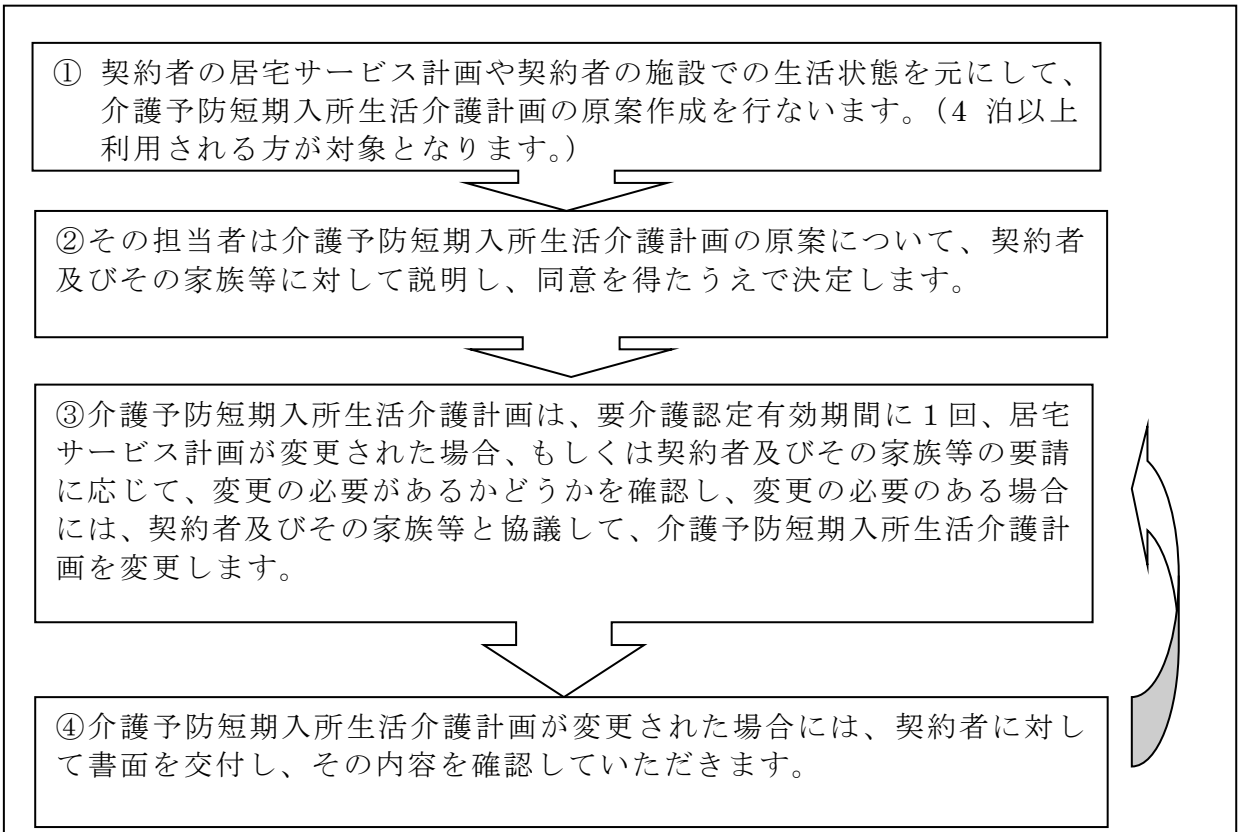 ① 契約者の居宅サービス計画や契約者の施設での生活状態を元にして、
介護予防短期入所生活介護計画の原案作成を行ないます。（4 泊以上
利用される方が対象となります。）
②その担当者は介護予防短期入所生活介護計画の原案について、契約者
及びその家族等に対して説明し、同意を得たうえで決定します。
③介護予防短期入所生活介護計画は、要介護認定有効期間に１回、居宅
サービス計画が変更された場合、もしくは契約者及びその家族等の要請
に応じて、変更の必要があるかどうかを確認し、変更の必要のある場合
には、契約者及びその家族等と協議して、介護予防短期入所生活介護計
画を変更します。
④介護予防短期入所生活介護計画が変更された場合には、契約者に対し
て書面を交付し、その内容を確認していただきます。